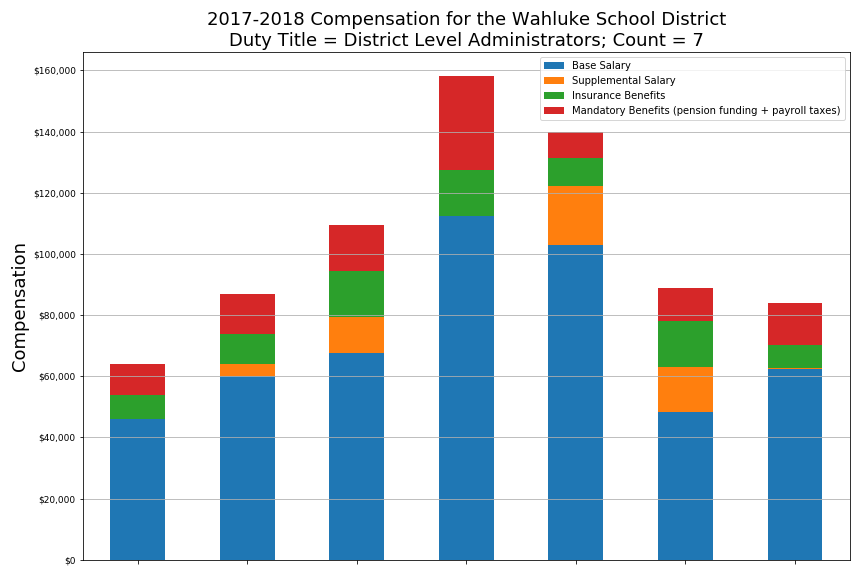 2017-2018 Compensation for the Wahluke School District
Duty Title = District Level Administrators; Count = 7
Base Salary
Supplemental Salary
Insurance Benefits
Mandatory Benefits (pension funding + payroll taxes)
Compensation
$160,000
$140,000
$120,000
$100,000
$80,000
$60,000
$40,000
$20,000
$0